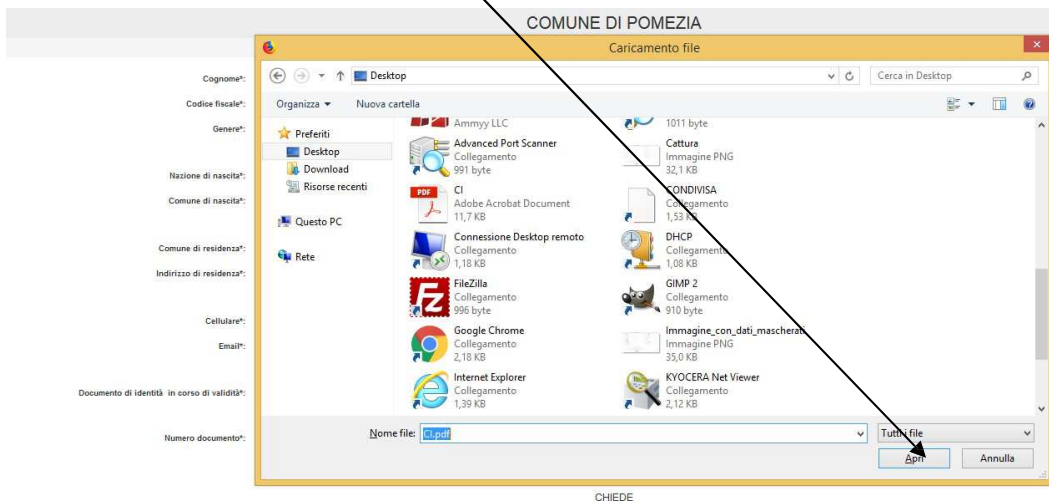 COMUNE DI POMEZIA
Caricamento file
Desktop
Cerca in Desktop
Organizza
Nuova cartella
Cognome*:
Codice fiscale*:
Genere*:
Nazione di nascita*:
Comune di nascita*:
Comune di residenza*:
Indirizzo di residenza*:
Cellulare*:
Email*:
Documento di identità in corso di validità*:
Numero documento*:
Preferiti
Desktop
Download
Risorse recenti
Questo PC
Rete
Ammyy LLC
1011 byte
Advanced Port Scanner
Collegamento
991 byte
Cattura
Immagine PNG
32,1 KB
PDF
CI
Adobe Acrobat Document
11,7 KB
CONDIVISA
Collegamento
1,53 KB
Connessione Desktop remoto
Collegamento
1,18 KB
DHCP
Collegamento
1,08 KB
FileZilla
Collegamento
996 byte
GIMP 2
Collegamento
910 byte
Google Chrome
Collegamento
2,18 KB
Immagine_con_dati_mascherati
Immagine PNG
35,0 KB
Internet Explorer
Collegamento
1,39 KB
KYOCERA Net Viewer
Collegamento
2,12 KB
Nome file:
CI.pdf
Tutti i file
Apri
Annulla
CHIEDE